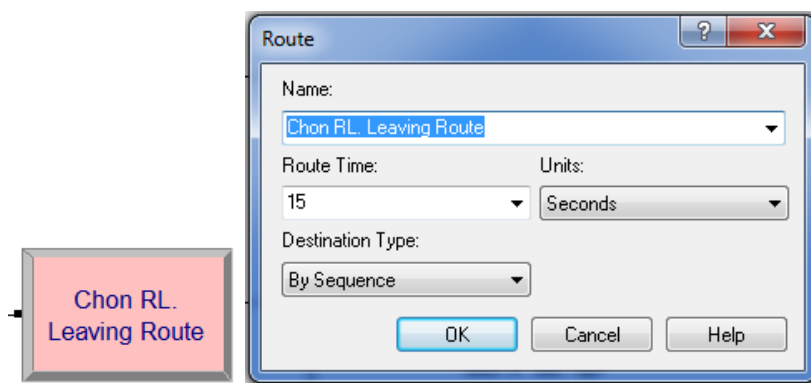 Chon RL.
Leaving Route
Route
?
Name:
Chon RL. Leaving Route
Route Time:
Units:
15
Seconds
Destination Type:
By Sequence
OK
Cancel
Help